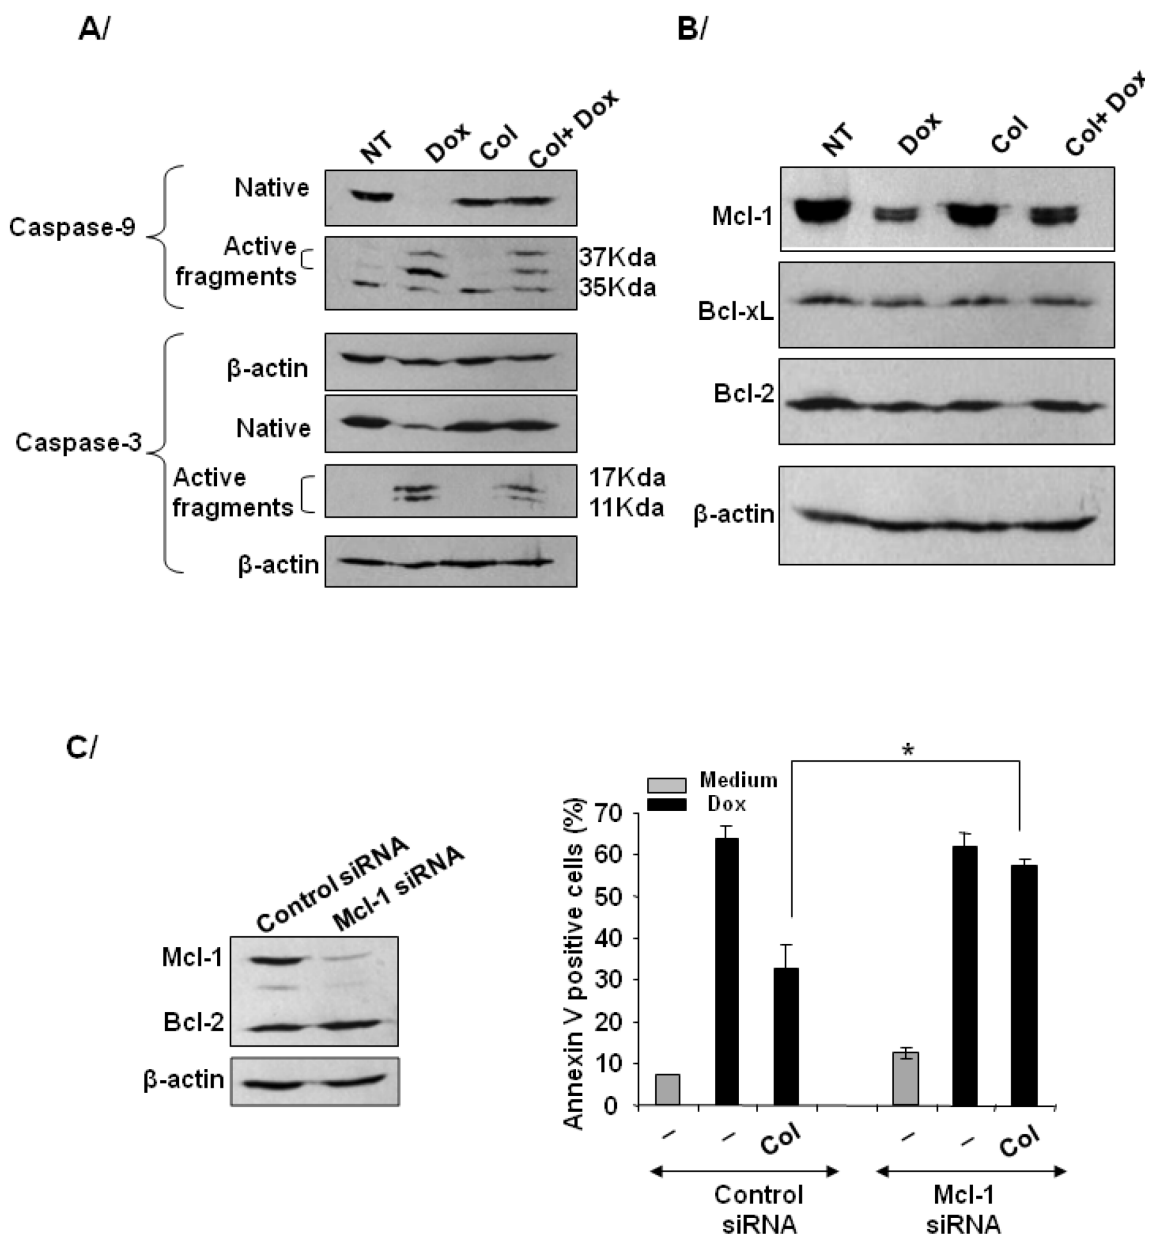 A/
NT
Dox
Col
Col+ Dox
Caspase-9
Native
Active
fragments
37Kda
35Kda
Caspase-3
β-actin
Native
Active
fragments
17Kda
11Kda
β-actin
B/
NT
Dox
Col
Col+ Dox
Mcl-1
Bcl-xL
Bcl-2
β-actin
C/
Control siRNA
Mcl-1 siRNA
Mcl-1
Bcl-2
β-actin
*
Medium
Dox
Annexin V positive cells (%)
70
60
50
40
30
20
10
0
–
–
Col
–
–
Col
Control
siRNA
Mcl-1
siRNA